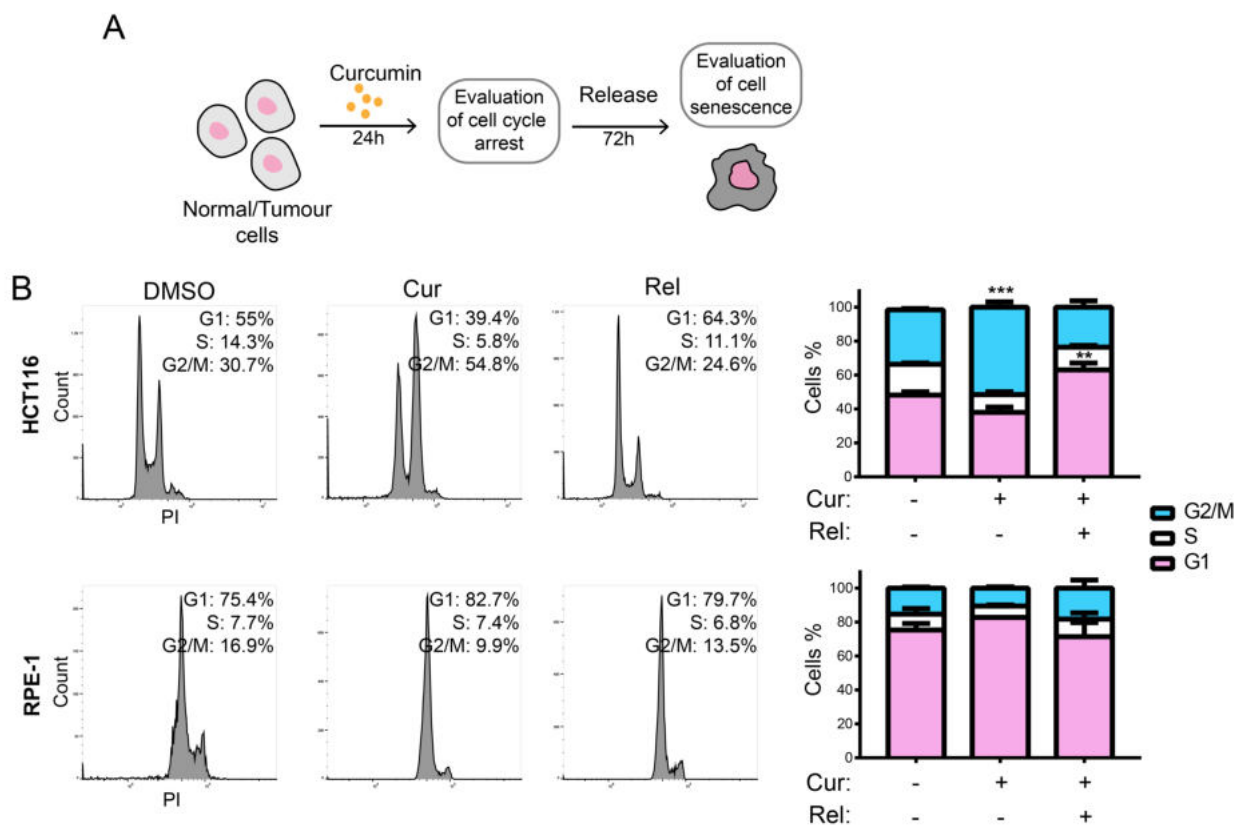 A
Curcumin
24h
Evaluation
of cell cycle
arrest
Release
72h
Evaluation
of cell
senescence
Normal/Tumour
cells
B
DMSO
Cur
Rel
HCT116
Count
G1: 55%
S: 14.3%
G2/M: 30.7%
PI
G1: 39.4%
S: 5.8%
G2/M: 54.8%
G1: 64.3%
S: 11.1%
G2/M: 24.6%
Cells %
100
80
60
40
20
0
***
**
Cur: - + +
Rel: - - +
G2/M
S
G1
RPE-1
Count
G1: 75.4%
S: 7.7%
G2/M: 16.9%
PI
G1: 82.7%
S: 7.4%
G2/M: 9.9%
G1: 79.7%
S: 6.8%
G2/M: 13.5%
Cells %
100
80
60
40
20
0
Cur: - + +
Rel: - - +